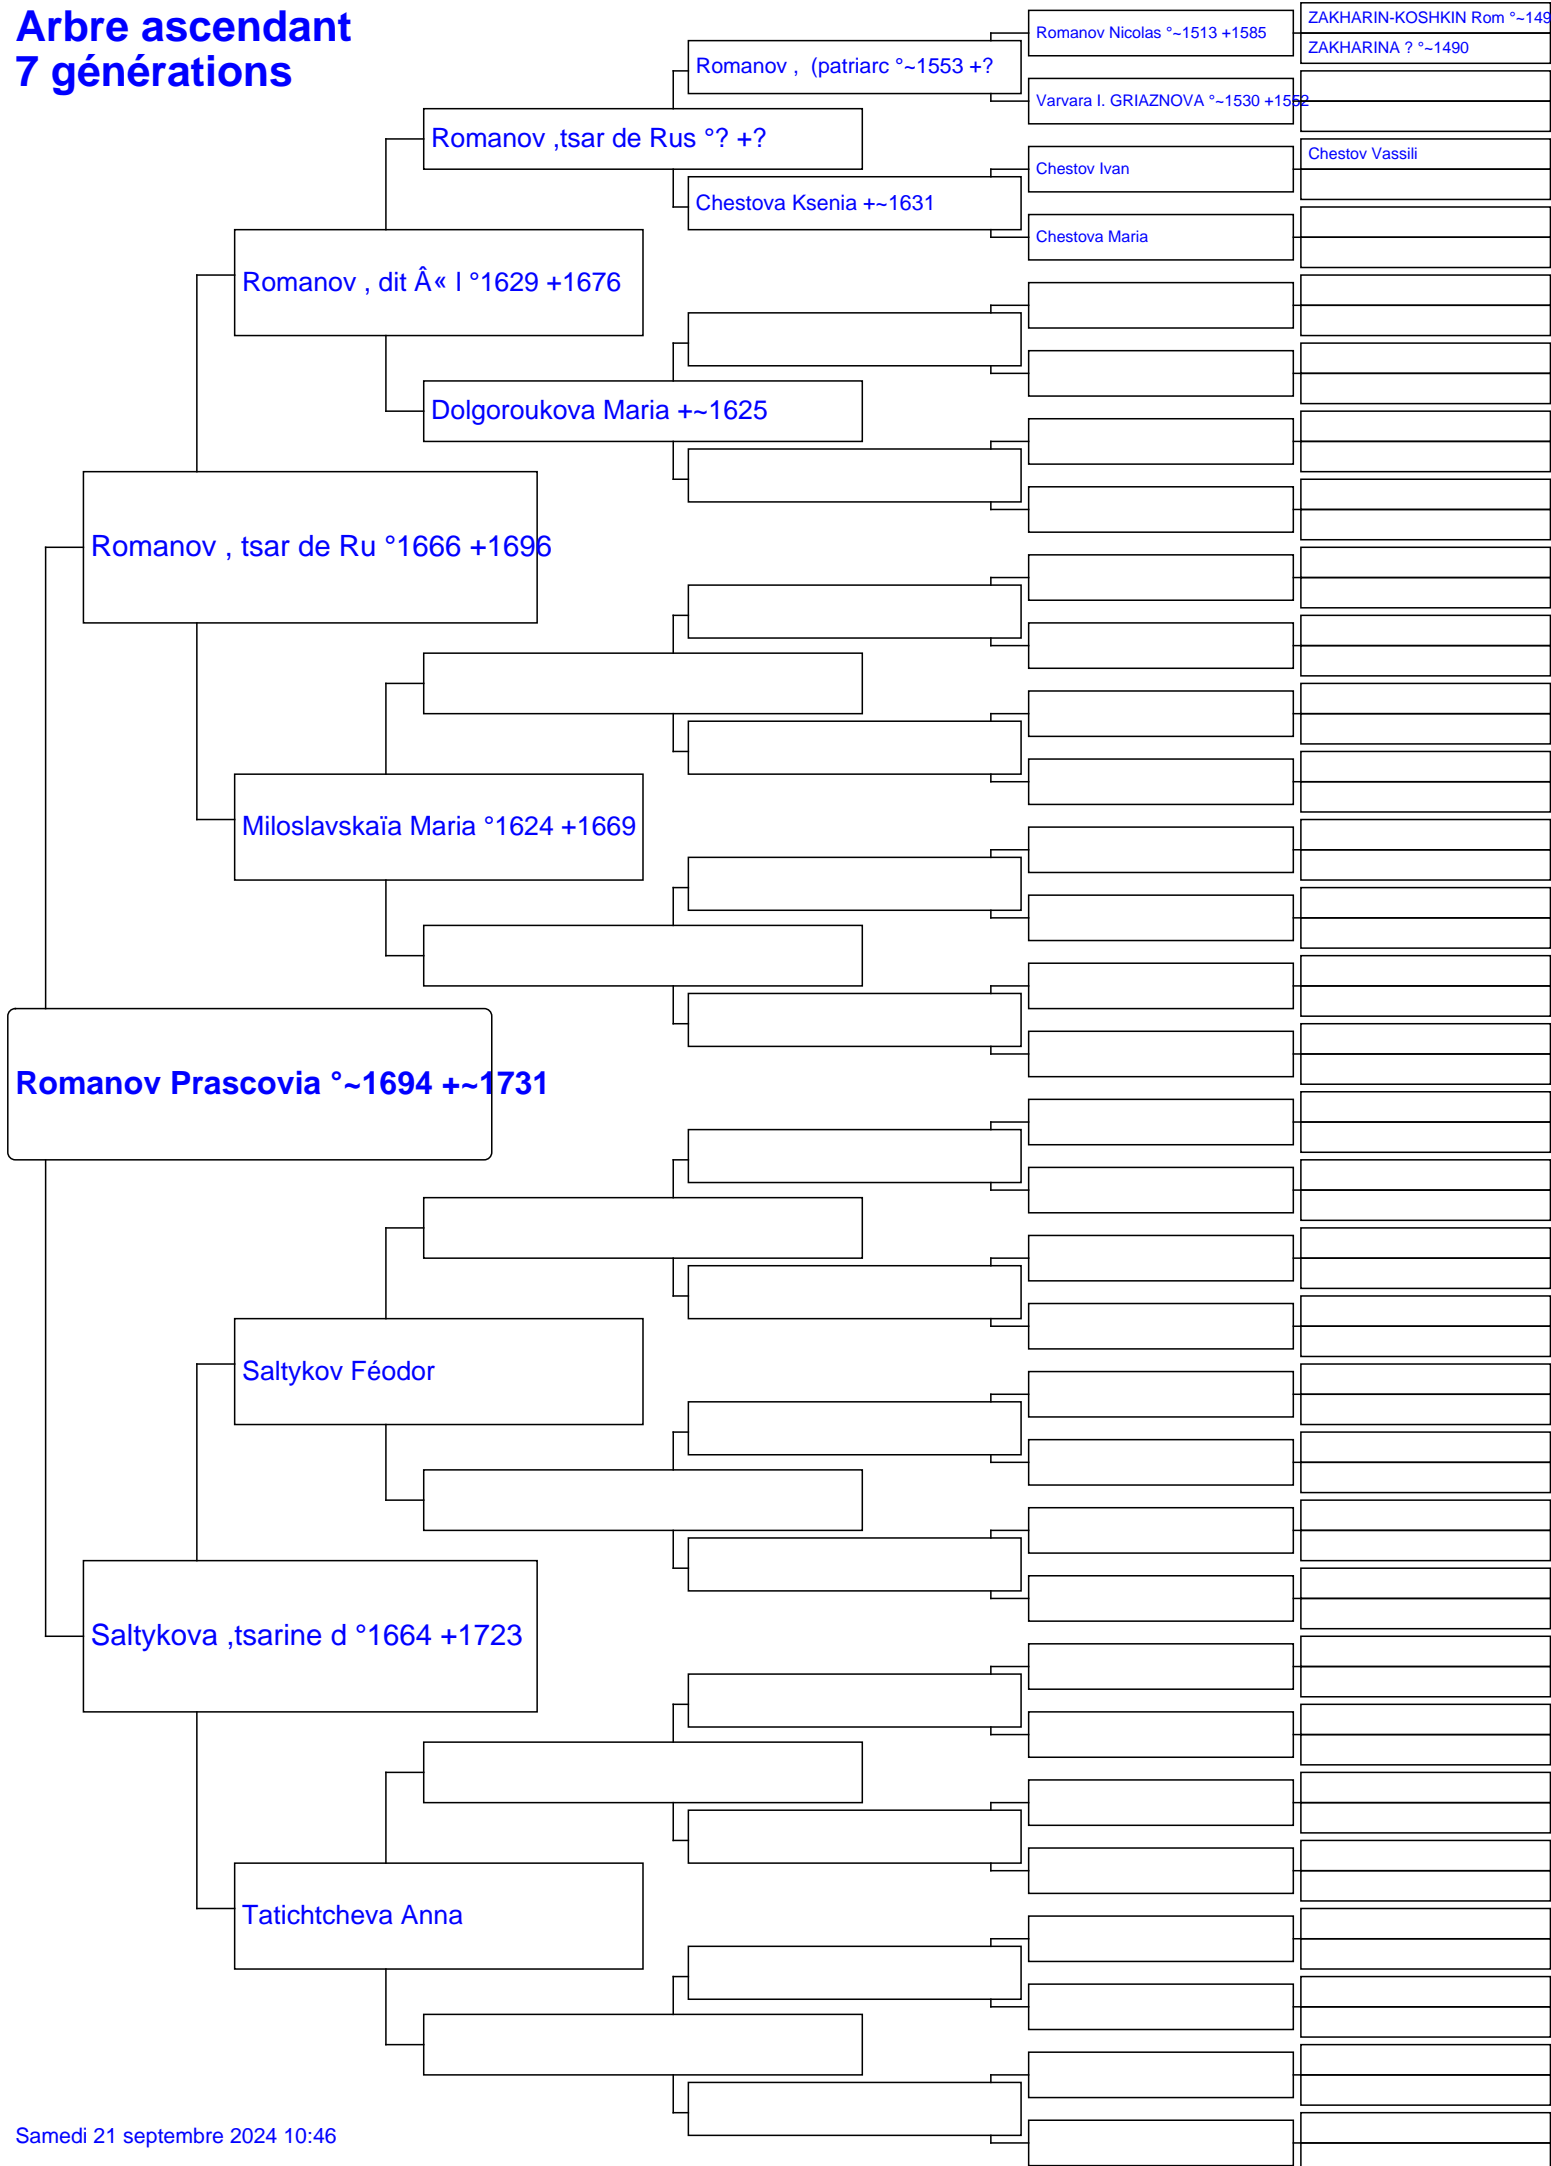 Arbre ascendant
7 générations
ZAKHARIN-KOSHKIN Rom °~149
Romanov Nicolas °~1513 +1585
ZAKHARINA ? °~1490
Romanov , (patriarc °~1553 +?
Varvara I. GRIAZNOVA °~1530 +1552
Romanov ,tsar de Rus °? +?
Chestov Vassili
Chestov Ivan
Chestova Ksenia +~1631
Chestova Maria
Romanov , dit Â« l °1629 +1676
Dolgoroukova Maria +~1625
Romanov , tsar de Ru °1666 +1696
Miloslavskaïa Maria °1624 +1669
Romanov Prascovia °~1694 +~1731
Saltykov Féodor
Saltykova ,tsarine d °1664 +1723
Tatichtcheva Anna
Samedi 21 septembre 2024 10:46